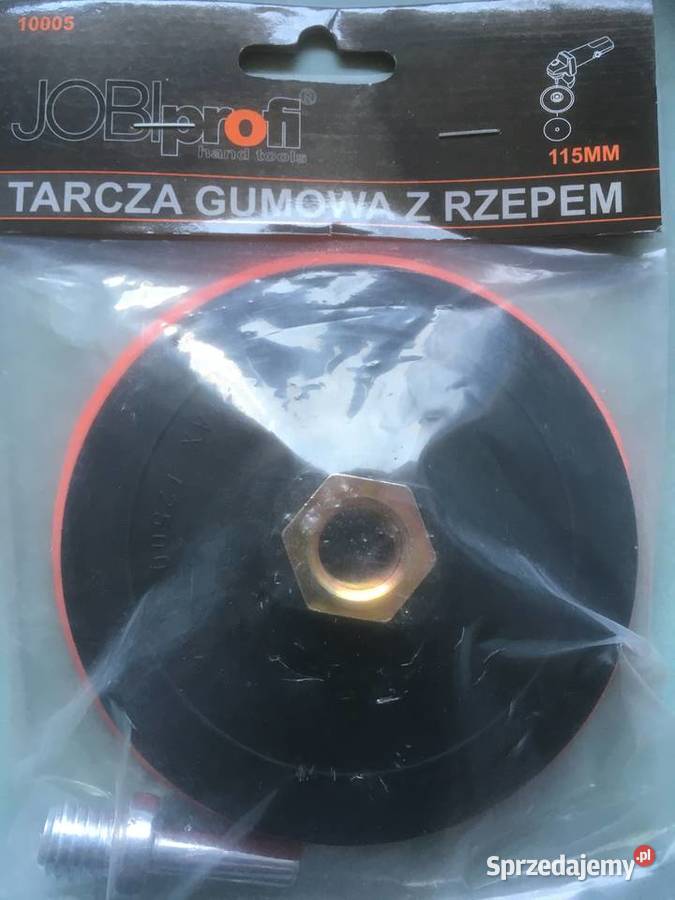 10005
JOBIprofi®
hand tools
115MM
TARCZA GUMOWA Z RZEPEM
Sprzedajemy.pl